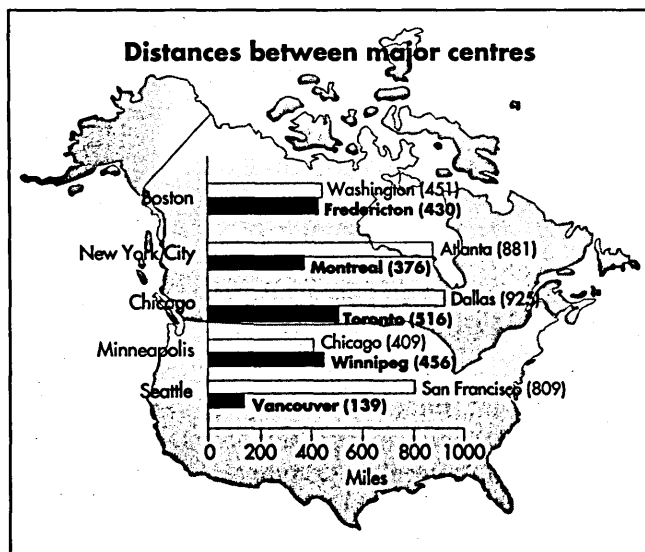 Distances between major centres
Washington (451)
Boston
Fredericton (430)
New York City
Atlanta (881)
Montreal (376)
Chicago
Dallas (925)
Toronto (516)
Minneapolis
Chicago (409)
Winnipeg (456)
Seattle
San Francisco (809)
Vancouver (139)
0 200 400 600 800 1000
Miles